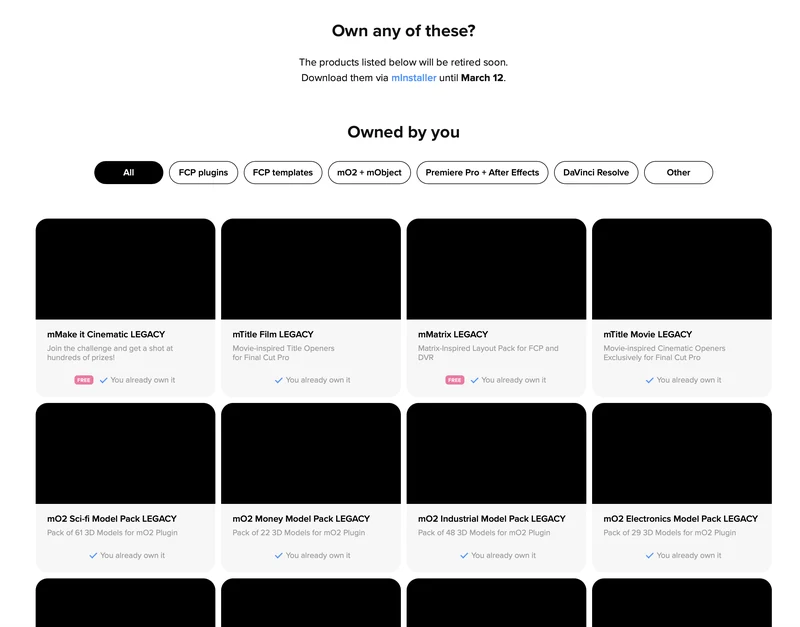 Own any of these?
The products listed below will be retired soon.
Download them via mInstaller until March 12.
Owned by you
All
FCP plugins
FCP templates
mO2 + mObject
Premiere Pro + After Effects
DaVinci Resolve
Other
mMake it Cinematic LEGACY
Join the challenge and get a shot at
hundreds of prizes!
FREE
You already own it
mTitle Film LEGACY
Movie-inspired Title Openers
for Final Cut Pro
You already own it
mMatrix LEGACY
Matrix-Inspired Layout Pack for FCP and
DVR
FREE
You already own it
mTitle Movie LEGACY
Movie-inspired Cinematic Openers
Exclusively for Final Cut Pro
You already own it
mO2 Sci-fi Model Pack LEGACY
Pack of 61 3D Models for mO2 Plugin
You already own it
mO2 Money Model Pack LEGACY
Pack of 22 3D Models for mO2 Plugin
You already own it
mO2 Industrial Model Pack LEGACY
Pack of 48 3D Models for mO2 Plugin
You already own it
mO2 Electronics Model Pack LEGACY
Pack of 29 3D Models for mO2 Plugin
You already own it